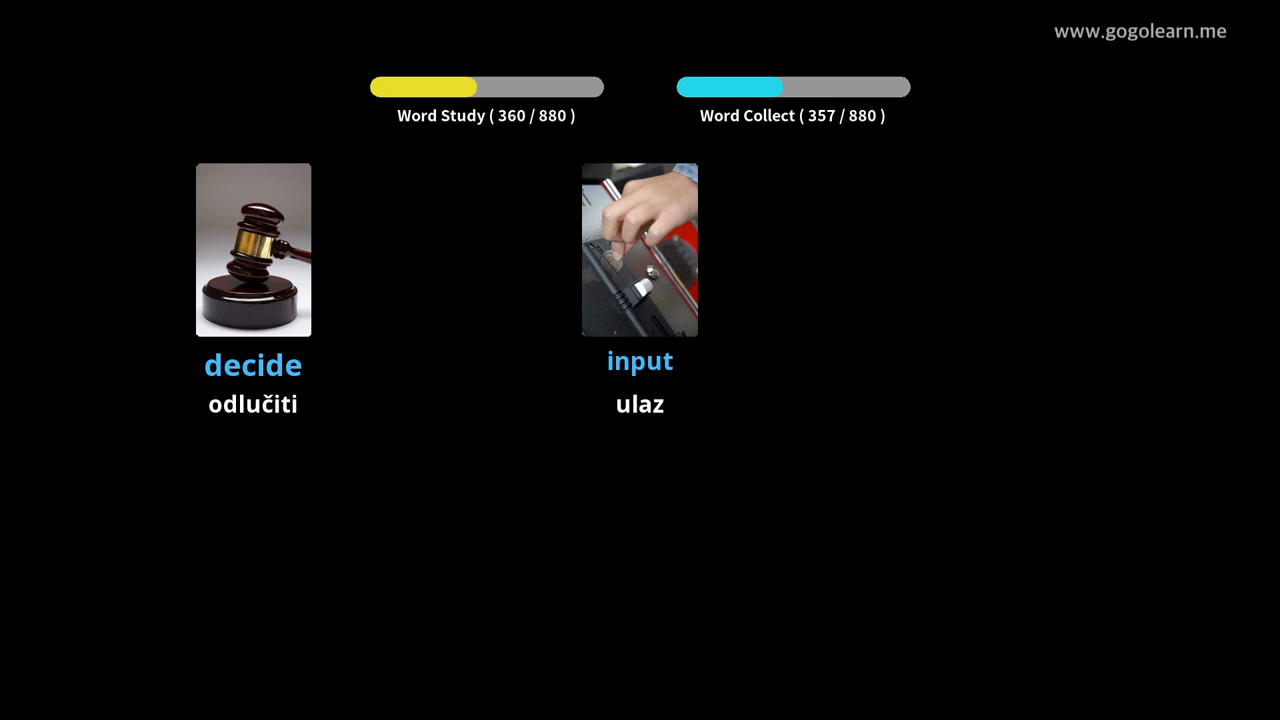 www.gogolearn.me
Word Study ( 360 / 880 )
Word Collect ( 357 / 880 )
decide
input
odlučiti
ulaz